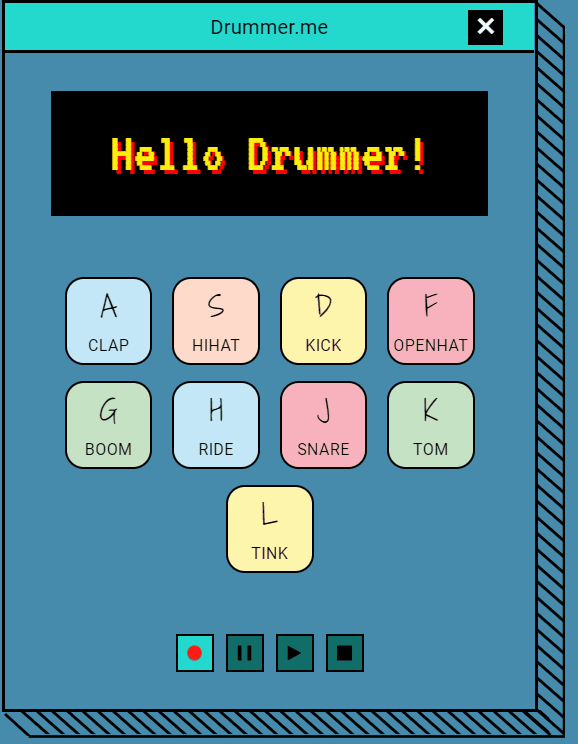 Drummer.me
Hello Drummer!
A S D F
CLAP HIHAT KICK OPENHAT
G H J K
BOOM RIDE SNARE TOM
L
TINK